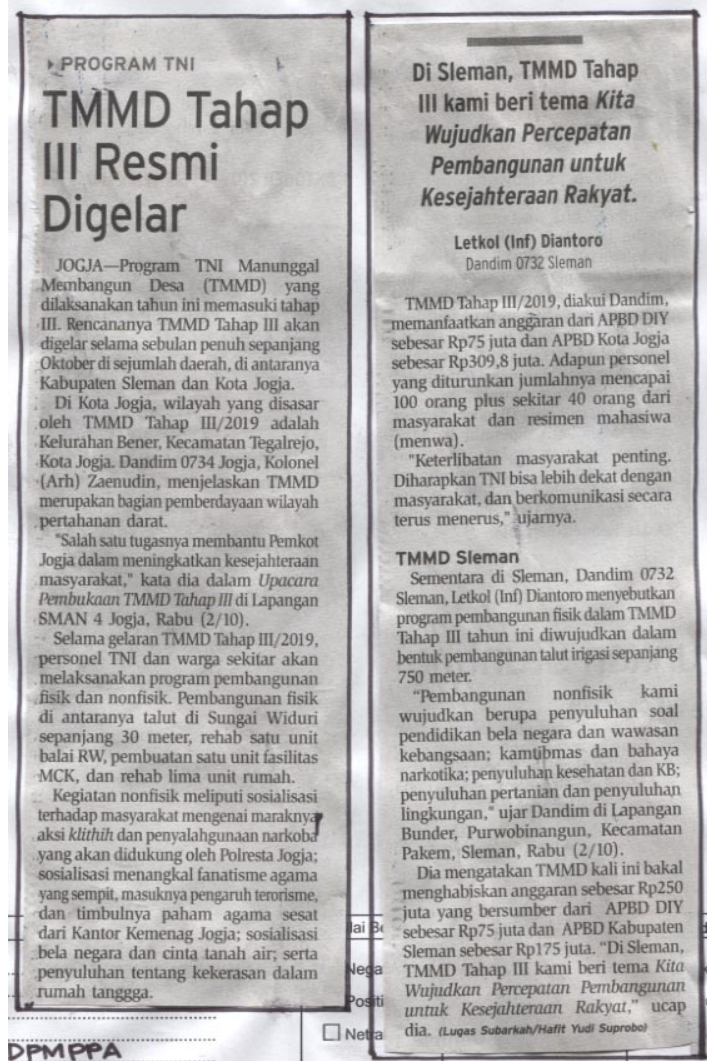 PROGRAM TNI
TMMD Tahap
III Resmi
Digelar
JOGJA—Program TNI Manunggal
Membangun Desa (TMMD) yang
dilaksanakan tahun ini memasuki tahap
III. Rencananya TMMD Tahap III akan
digelar selama sebulan penuh sepanjang
Oktober di sejumlah daerah, di antaranya
Kabupaten Sleman dan Kota Jogja.
Di Kota Jogja, wilayah yang disasar
oleh TMMD Tahap III/2019 adalah
Kelurahan Bener, Kecamatan Tegalrejo,
Kota Jogja. Dandim 0734 Jogja, Kolonel
(Arh) Zaenudin, menjelaskan TMMD
merupakan bagian pemberdayaan wilayah
pertahanan darat.
"Salah satu tugasnya membantu Pemkot
Jogja dalam meningkatkan kesejahteraan
masyarakat," kata dia dalam Upacara
Pembukaan TMMD Tahap III di Lapangan
SMAN 4 Jogja, Rabu (2/10).
Selama gelaran TMMD Tahap III/2019,
personel TNI dan warga sekitar akan
melaksanakan program pembangunan
fisik dan nonfisik. Pembangunan fisik
di antaranya talut di Sungai Widuri
sepanjang 30 meter, rehab satu unit
balai RW, pembuatan satu unit fasilitas
MCK, dan rehab lima unit rumah.
Kegiatan nonfisik meliputi sosialisasi
terhadap masyarakat mengenai maraknya
aksi klithih dan penyalahgunaan narkoba
yang akan didukung oleh Polresta Jogja;
sosialisasi menangkal fanatisme agama
yang sempit, masuknya pengaruh terorisme,
dan timbulnya paham agama sesat
dari Kantor Kemenag Jogja; sosialisasi
bela negara dan cinta tanah air; serta
penyuluhan tentang kekerasan dalam
rumah tanggga.
Di Sleman, TMMD Tahap
III kami beri tema Kita
Wujudkan Percepatan
Pembangunan untuk
Kesejahteraan Rakyat.
Letkol (Inf) Diantoro
Dandim 0732 Sleman
TMMD Tahap III/2019, diakui Dandim,
memanfaatkan anggaran dari APBD DIY
sebesar Rp75 juta dan APBD Kota Jogja
sebesar Rp309,8 juta. Adapun personel
yang diturunkan jumlahnya mencapai
100 orang plus sekitar 40 orang dari
masyarakat dan resimen mahasiwa
(menwa).
"Keterlibatan masyarakat penting.
Diharapkan TNI bisa lebih dekat dengan
masyarakat, dan berkomunikasi secara
terus menerus," ujarnya.
TMMD Sleman
Sementara di Sleman, Dandim 0732
Sleman, Letkol (Inf) Diantoro menyebutkan
program pembangunan fisik dalam TMMD
Tahap III tahun ini diwujudkan dalam
bentuk pembangunan talut irigasi sepanjang
750 meter.
"Pembangunan nonfisik kami
wujudkan berupa penyuluhan soal
pendidikan bela negara dan wawasan
kebangsaan; kamtibmas dan bahaya
narkotika; penyuluhan kesehatan dan KB;
penyuluhan pertanian dan penyuluhan
lingkungan," ujar Dandim di Lapangan
Bunder, Purwobinangun, Kecamatan
Pakem, Sleman, Rabu (2/10).
Dia mengatakan TMMD kali ini bakal
menghabiskan anggaran sebesar Rp250
juta yang bersumber dari APBD DIY
sebesar Rp75 juta dan APBD Kabupaten
Sleman sebesar Rp175 juta. "Di Sleman,
TMMD Tahap III kami beri tema Kita
Wujudkan Percepatan Pembangunan
untuk Kesejahteraan Rakyat," ucap
dia. (Lugas Subarkah/Hafit Yudi Suprobo)
DPMPPA